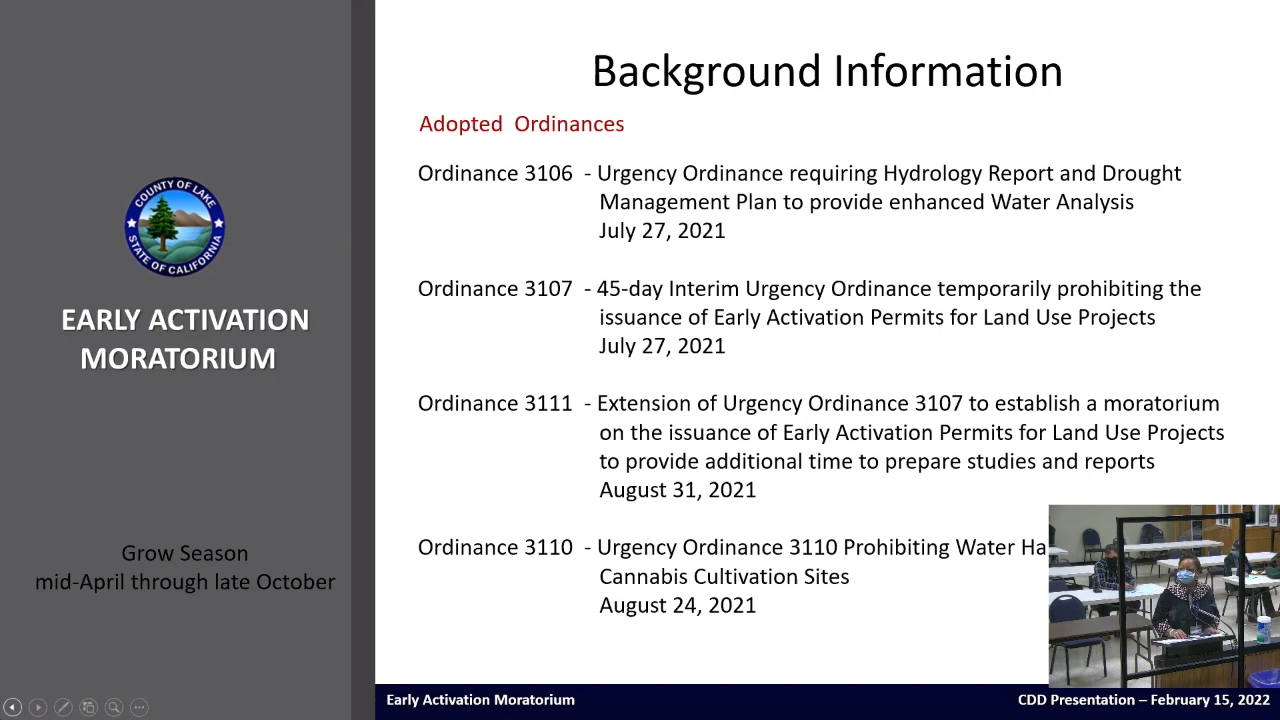 Background Information
Adopted Ordinances
Ordinance 3106 - Urgency Ordinance requiring Hydrology Report and Drought
Management Plan to provide enhanced Water Analysis
July 27, 2021
Ordinance 3107 - 45-day Interim Urgency Ordinance temporarily prohibiting the
issuance of Early Activation Permits for Land Use Projects
July 27, 2021
Ordinance 3111 - Extension of Urgency Ordinance 3107 to establish a moratorium
on the issuance of Early Activation Permits for Land Use Projects
to provide additional time to prepare studies and reports
August 31, 2021
Ordinance 3110 - Urgency Ordinance 3110 Prohibiting Water Ha
Cannabis Cultivation Sites
August 24, 2021
COUNTY OF LAKE
STATE OF CALIFORNIA
EARLY ACTIVATION
MORATORIUM
Grow Season
mid-April through late October
Early Activation Moratorium
CDD Presentation – February 15, 2022